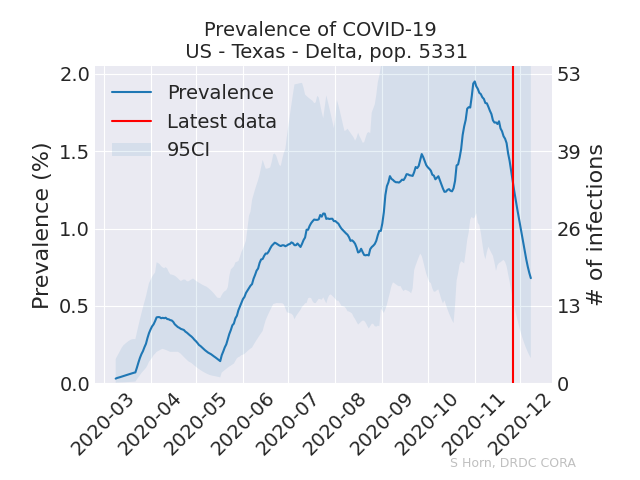 Prevalence of COVID-19
US - Texas - Delta, pop. 5331
Prevalence (%)
2.0
1.5
1.0
0.5
0.0
Prevalence
Latest data
95CI
53
39
26
13
0
# of infections
2020-03
2020-04
2020-05
2020-06
2020-07
2020-08
2020-09
2020-10
2020-11
2020-12
S Horn, DRDC CORA